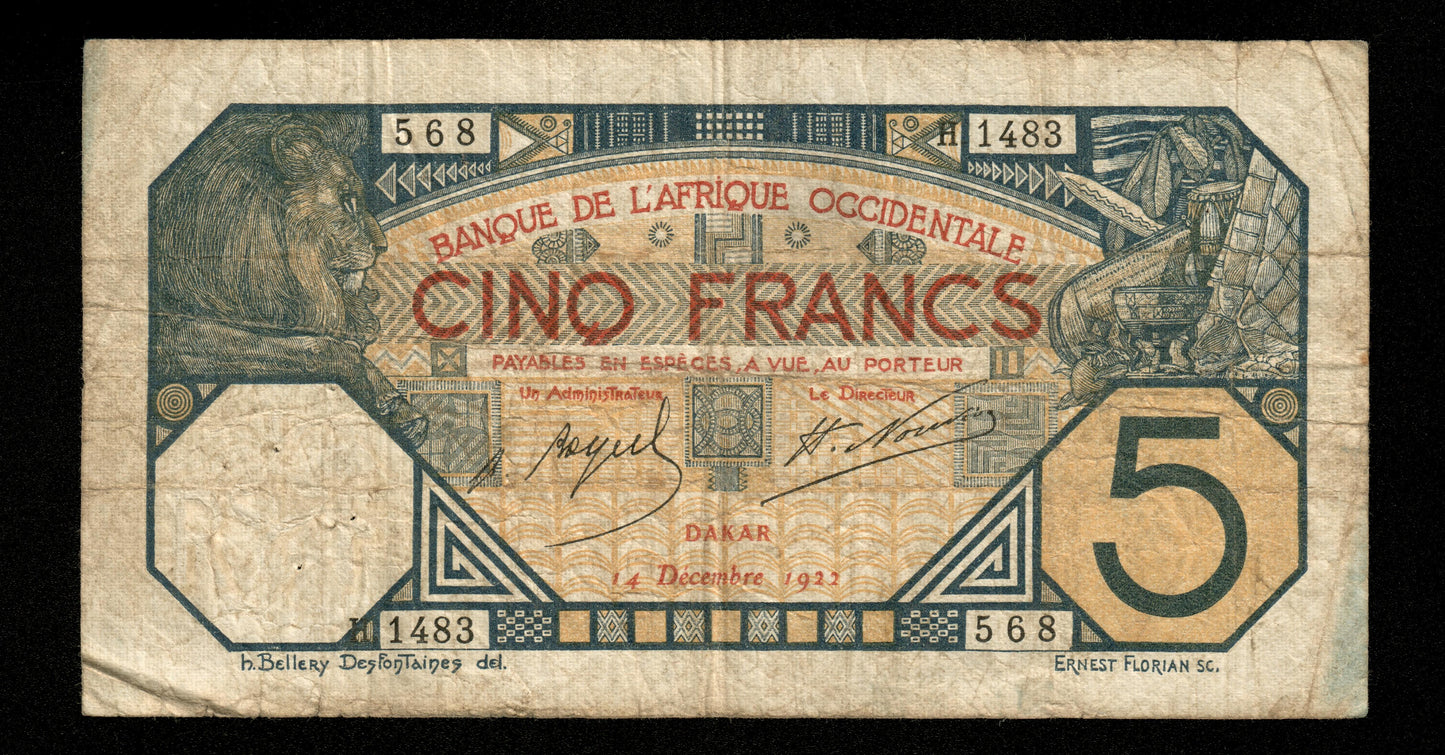 568
H 1483
BANQUE DE L'AFRIQUE OCCIDENTALE
CINQ FRANCS
PAYABLES EN ESPÈCES, A VUE, AU PORTEUR
Un Administrateur
Le Directeur
DAKAR
14 Décembre 1922
5
H 1483
568
h. Bellery Desfontaines del.
ERNEST FLORIAN SC.